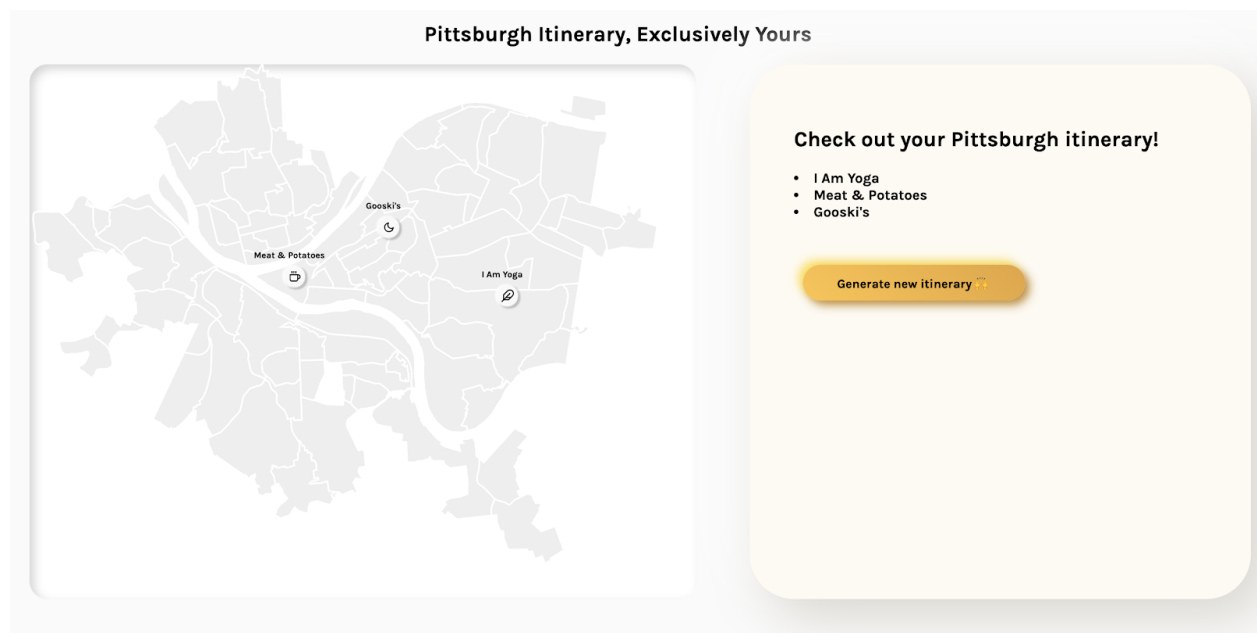 Pittsburgh Itinerary, Exclusively Yours
Gooski's
Meat & Potatoes
I Am Yoga
Check out your Pittsburgh itinerary!
• I Am Yoga
• Meat & Potatoes
• Gooski's
Generate new itinerary ✨